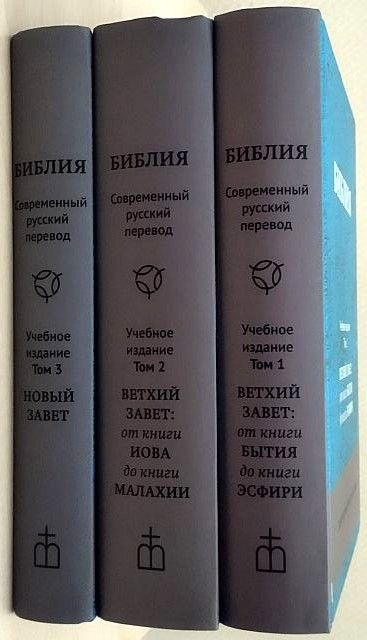 БИБЛИЯ
Современный
русский
перевод
Учебное
издание
Том 3
НОВЫЙ
ЗАВЕТ
БИБЛИЯ
Современный
русский
перевод
Учебное
издание
Том 2
ВЕТХИЙ
ЗАВЕТ:
от книги
ИОВА
до книги
МАЛАХИИ
БИБЛИЯ
Современный
русский
перевод
Учебное
издание
Том 1
ВЕТХИЙ
ЗАВЕТ:
от книги
БЫТИЯ
до книги
ЭСФИРИ